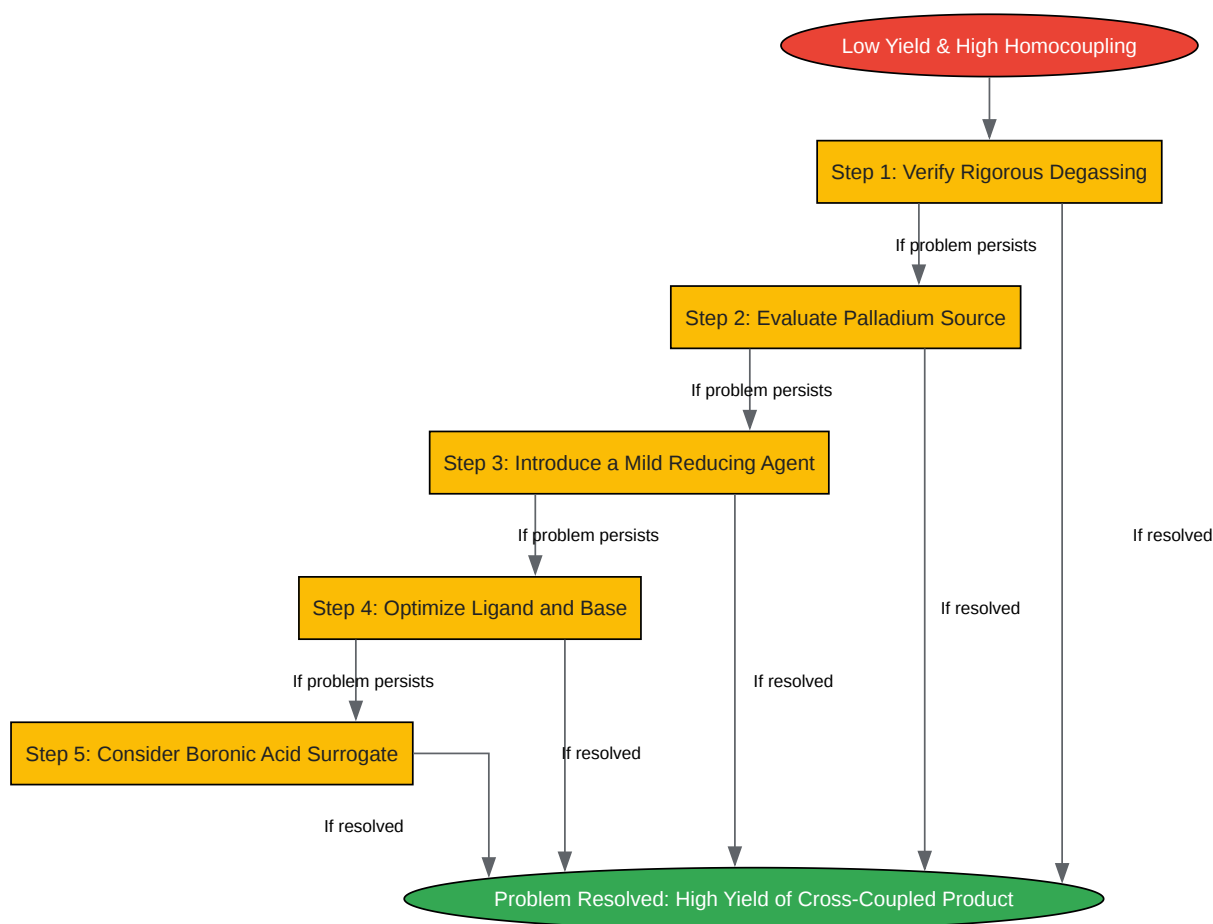 Low Yield & High Homocoupling
Step 1: Verify Rigorous Degassing
If problem persists
Step 2: Evaluate Palladium Source
If problem persists
Step 3: Introduce a Mild Reducing Agent
If problem persists
If resolved
Step 4: Optimize Ligand and Base
If resolved
If problem persists
If resolved
Step 5: Consider Boronic Acid Surrogate
If resolved
If resolved
Problem Resolved: High Yield of Cross-Coupled Product